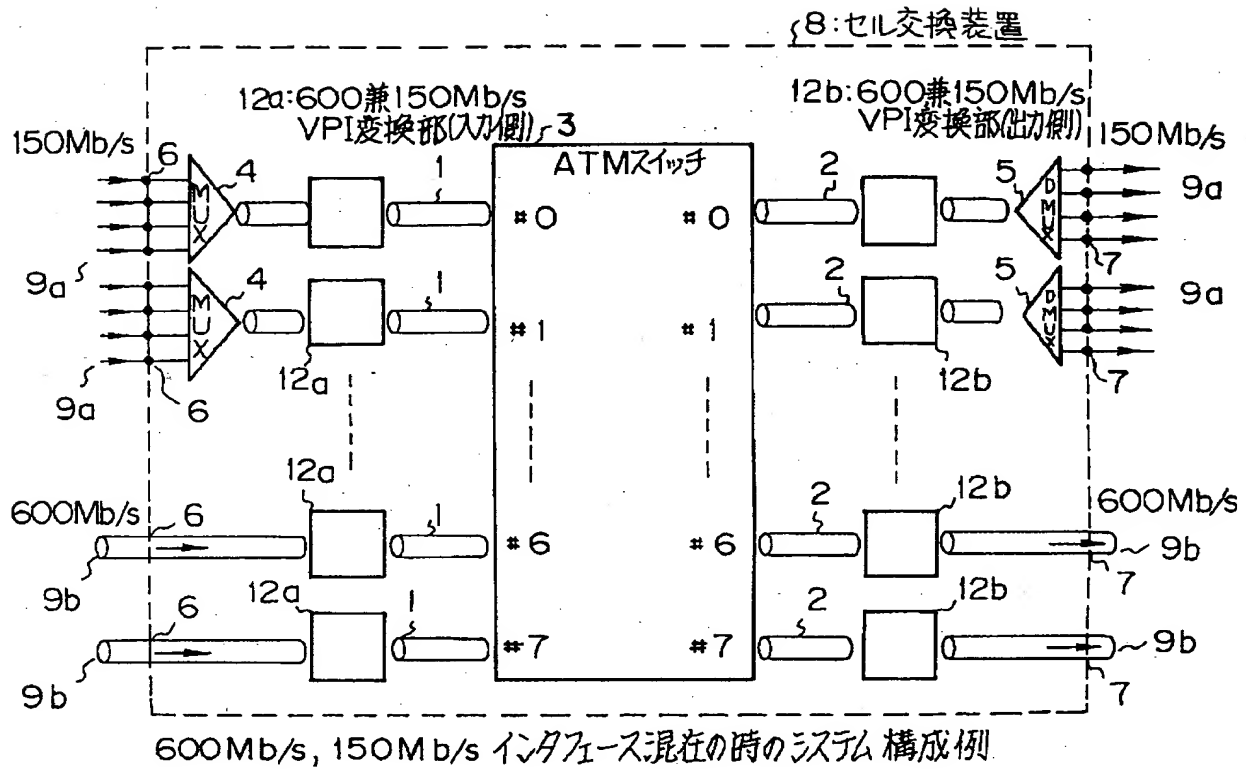 8:セル交換装置
12a:600兼150Mb/s
VPI変換部(入力側)
12b:600兼150Mb/s
VPI変換部(出力側)
150Mb/s
6
4
MUX
1
3
ATMスイッチ
#0
#0
2
5
DMUX
150Mb/s
9a
7
9a
4
MUX
1
#1
#1
2
5
DMUX
9a
7
9a
6
12a
12b
600Mb/s
6
12a
1
#6
#6
2
12b
600Mb/s
9b
9b
7
6
12a
1
#7
#7
2
12b
9b
9b
7
600Mb/s, 150Mb/s インタフェース混在の時のシステム構成例